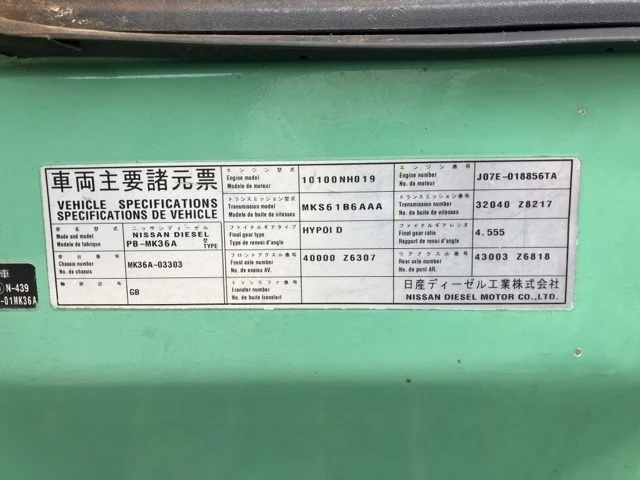 車両主要諸元票
VEHICLE SPECIFICATIONS
SPECIFICATIONS DE VEHICLE
車名型式
Made and model
Modele de fabrique
ニッサンディーゼル
NISSAN DIESEL
PB-MK36A 型 TYPE
車台番号
Chassis number
No. de chassis
MK36A-03303
GB
エンジン型式
Engine model
Modele de moteur
10100NH019
トランスミッション型式
Transmission model
Modele de boite de vitesses
MKS61B6AAA
ファイナルギアタイプ
Final gear type
Type de renvoi d'angle
HYPOID
フロントアクスル番号
Front axle number
No. de essieu AV.
40000 Z6307
トランスファ番号
Transfer number
No. de boite transfert
エンジン番号
Engine number
No. de moteur
J07E-018856TA
トランスミッション番号
Transmission number
No. de boite de vitesses
32040 Z8217
ファイナルギアレシオ
Final gear ratio
Rapport de renvoi d'angle
4.555
リアアクスル番号
Rear axle number
No. de post AR.
43003 Z6818
日産ディーゼル工業株式会社
NISSAN DIESEL MOTOR CO.,LTD.
車
N-439
-01HK36A